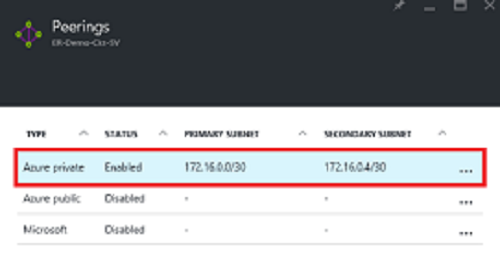 Peerings
ER-Demo-Ckt-SV
TYPE STATUS PRIMARY SUBNET SECONDARY SUBNET
Azure private Enabled 172.16.0.0/30 172.16.0.4/30 ...
Azure public Disabled - - ...
Microsoft Disabled - - ...